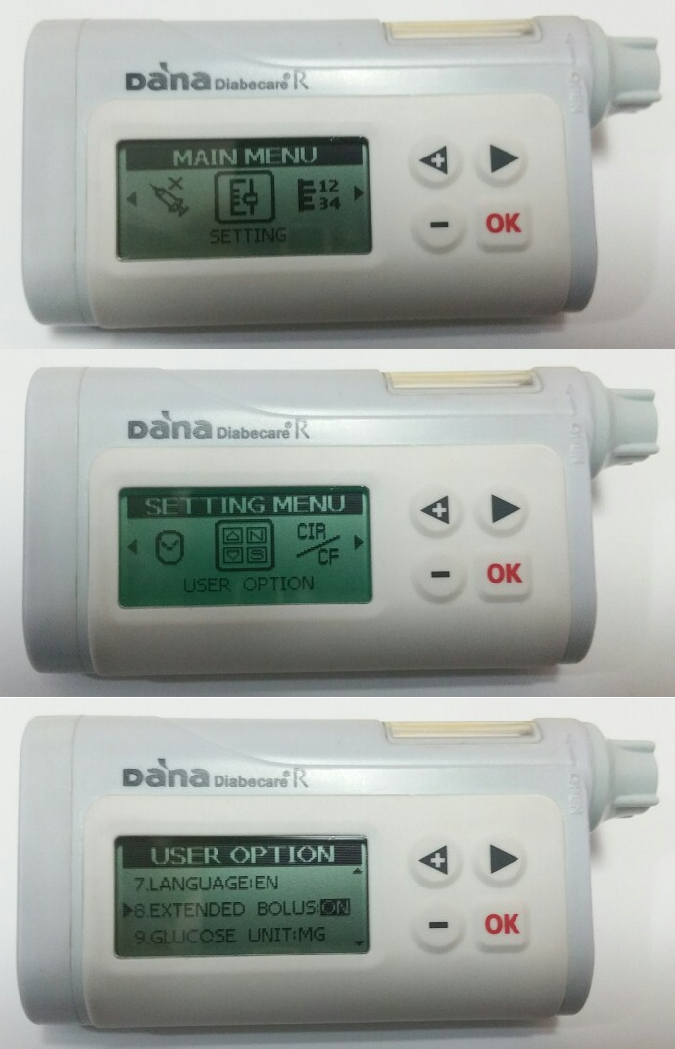 Dana Diabecare R
MAIN MENU
12
34
SETTING
OK
Dana Diabecare R
SETTING MENU
N
CIR/CF
S
USER OPTION
OK
Dana Diabecare R
USER OPTION
7.LANGUAGE:EN
8.EXTENDED BOLUS:ON
9.GLUCOSE UNIT:MG
OK